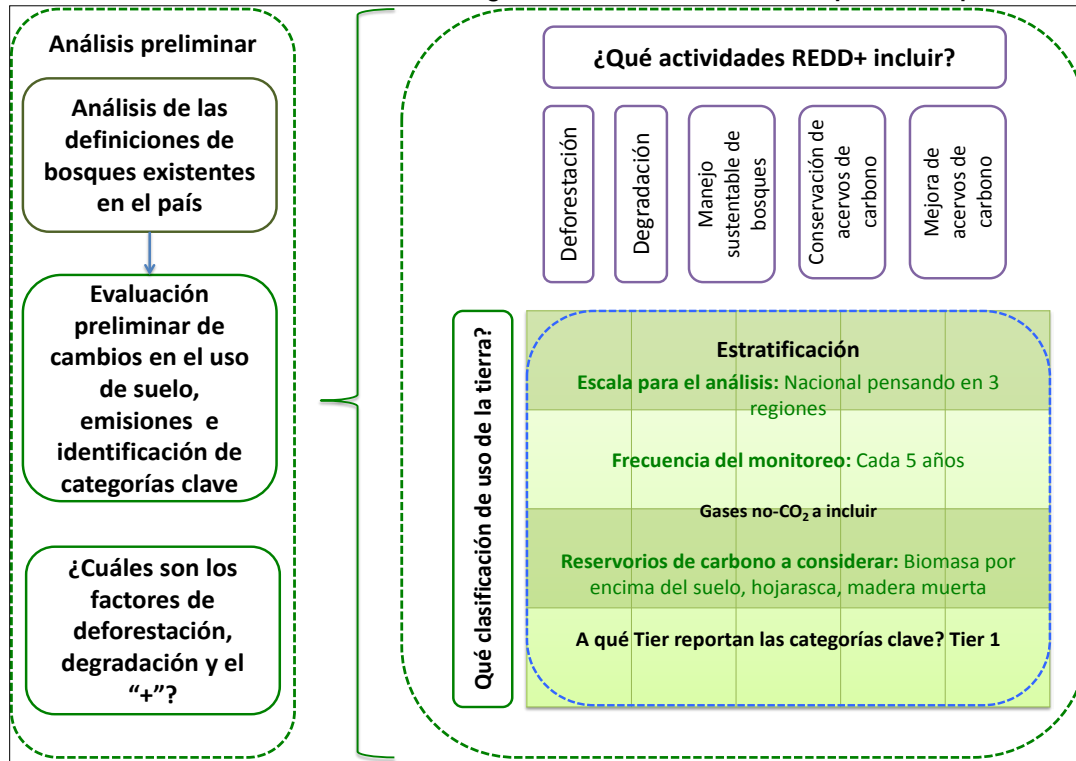 Análisis preliminar
Análisis de las
definiciones de
bosques existentes
en el país
Evaluación
preliminar de
cambios en el uso
de suelo,
emisiones e
identificación de
categorías clave
¿Cuáles son los
factores de
deforestación,
degradación y el
“+”?
¿Qué actividades REDD+ incluir?
Deforestación
Degradación
Manejo
sustentable de
bosques
Conservación de
acervos de
carbono
Mejora de
acervos de
carbono
Qué clasificación de uso de la tierra?
Estratificación
Escala para el análisis: Nacional pensando en 3
regiones
Frecuencia del monitoreo: Cada 5 años
Gases no-CO₂ a incluir
Reservorios de carbono a considerar: Biomasa por
encima del suelo, hojarasca, madera muerta
A qué Tier reportan las categorías clave? Tier 1